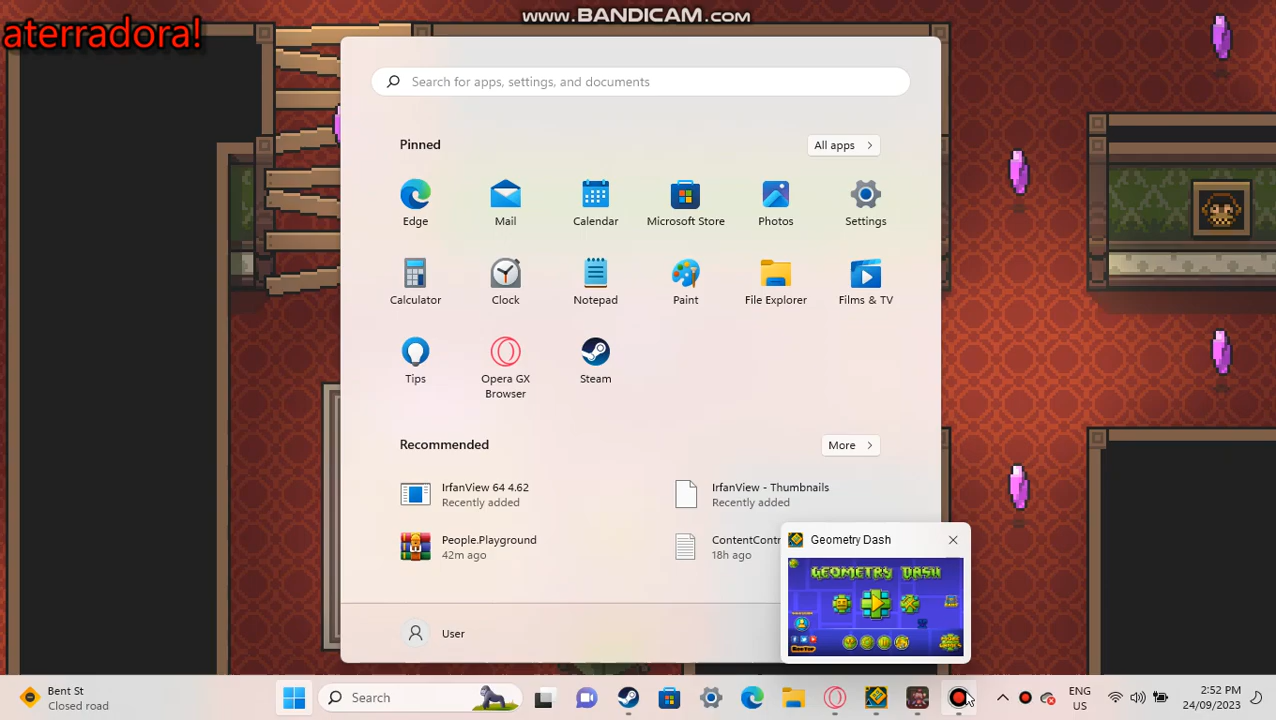 www.BANDICAM.com
aterradora!
Search for apps, settings, and documents
Pinned
All apps
Edge
Mail
Calendar
Microsoft Store
Photos
Settings
Calculator
Clock
Notepad
Paint
File Explorer
Films & TV
Tips
Opera GX
Browser
Steam
Recommended
More
IrfanView 64 4.62
Recently added
IrfanView - Thumbnails
Recently added
People.Playground
42m ago
ContentContr
18h ago
Geometry Dash
GEOMETRY DASH
User
Bent St
Closed road
Search
ENG
US
2:52 PM
24/09/2023